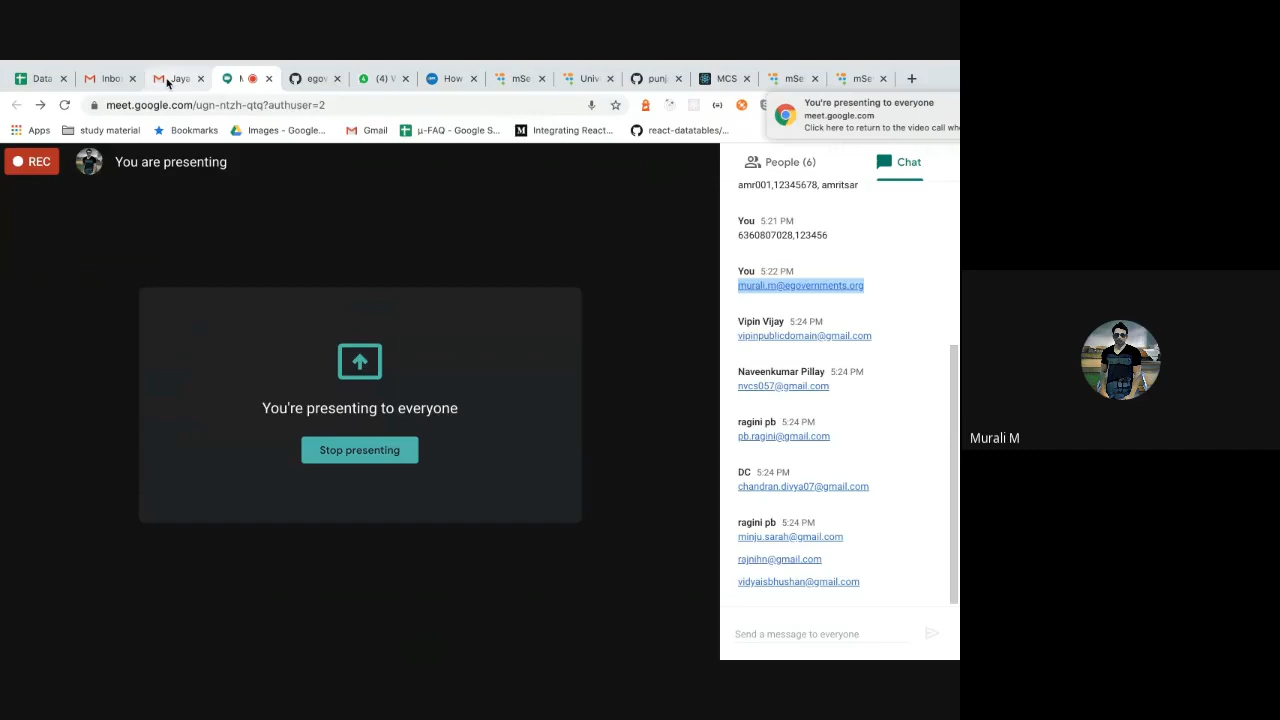 Data
Inbo
Jaya
M
egov
(4) W
How
mSe
Univ
punj
MCS
mSe
mSe
meet.google.com/ugn-ntzh-qtq?authuser=2
You're presenting to everyone
meet.google.com
Click here to return to the video call whe
Apps
study material
Bookmarks
Images - Google...
Gmail
µ-FAQ - Google S...
Integrating React...
react-datatables/...
REC
You are presenting
People (6)
Chat
amr001,12345678, amritsar
You 5:21 PM
6360807028,123456
You 5:22 PM
murali.m@egovernments.org
Vipin Vijay 5:24 PM
vipinpublicdomain@gmail.com
Naveenkumar Pillay 5:24 PM
nvcs057@gmail.com
ragini pb 5:24 PM
pb.ragini@gmail.com
DC 5:24 PM
chandran.divya07@gmail.com
ragini pb 5:24 PM
minju.sarah@gmail.com
rajnihn@gmail.com
vidyaisbhushan@gmail.com
Send a message to everyone
You're presenting to everyone
Stop presenting
Murali M